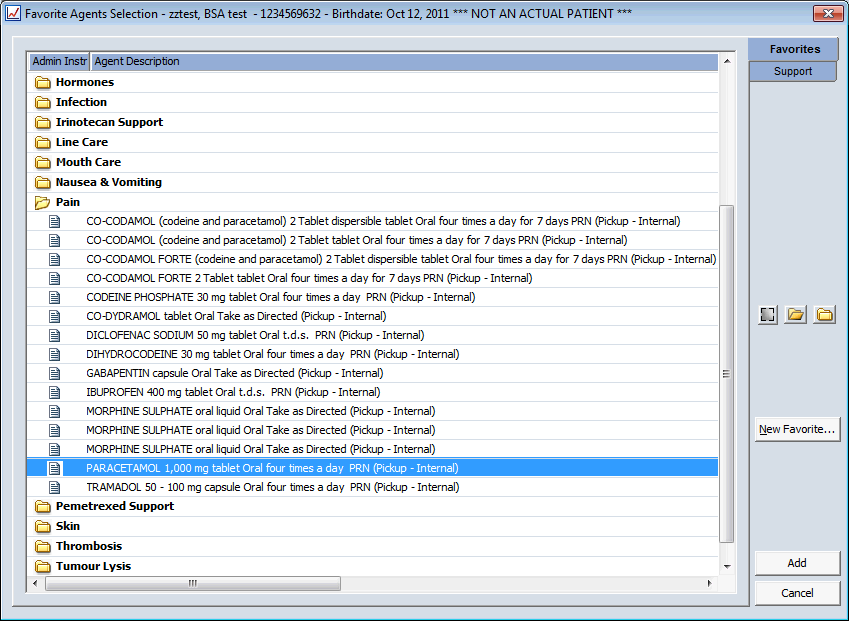 Favorite Agents Selection - zztest, BSA test - 1234569632 - Birthdate: Oct 12, 2011 *** NOT AN ACTUAL PATIENT ***
Favorites
Support
Admin Instr Agent Description
Hormones
Infection
Irinotecan Support
Line Care
Mouth Care
Nausea & Vomiting
Pain
CO-CODAMOL (codeine and paracetamol) 2 Tablet dispersible tablet Oral four times a day for 7 days PRN (Pickup - Internal)
CO-CODAMOL (codeine and paracetamol) 2 Tablet tablet Oral four times a day for 7 days PRN (Pickup - Internal)
CO-CODAMOL FORTE (codeine and paracetamol) 2 Tablet dispersible tablet Oral four times a day for 7 days PRN (Pickup - Internal)
CO-CODAMOL FORTE 2 Tablet tablet Oral four times a day for 7 days PRN (Pickup - Internal)
CODEINE PHOSPHATE 30 mg tablet Oral four times a day PRN (Pickup - Internal)
CO-DYDRAMOL tablet Oral Take as Directed (Pickup - Internal)
DICLOFENAC SODIUM 50 mg tablet Oral t.d.s. PRN (Pickup - Internal)
DIHYDROCODEINE 30 mg tablet Oral four times a day PRN (Pickup - Internal)
GABAPENTIN capsule Oral Take as Directed (Pickup - Internal)
IBUPROFEN 400 mg tablet Oral t.d.s. PRN (Pickup - Internal)
MORPHINE SULPHATE oral liquid Oral Take as Directed (Pickup - Internal)
MORPHINE SULPHATE oral liquid Oral Take as Directed (Pickup - Internal)
MORPHINE SULPHATE oral liquid Oral Take as Directed (Pickup - Internal)
PARACETAMOL 1,000 mg tablet Oral four times a day PRN (Pickup - Internal)
TRAMADOL 50 - 100 mg capsule Oral four times a day PRN (Pickup - Internal)
Pemetrexed Support
Skin
Thrombosis
Tumour Lysis
New Favorite...
Add
Cancel